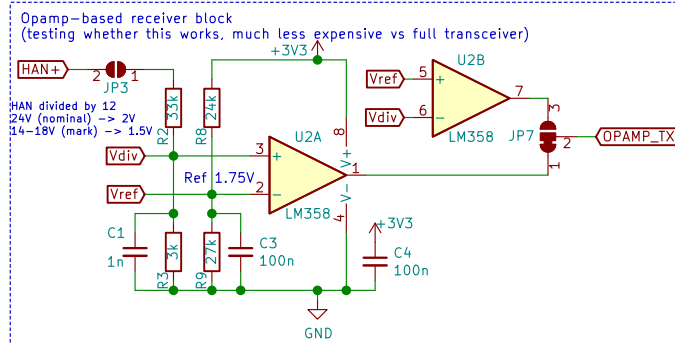 Opamp-based receiver block
(testing whether this works, much less expensive vs full transceiver)
+3V3
U2B
HAN+
2
1
JP3
Vref
5
+
7
3
Vdiv
6
-
HAN divided by 12
24V (nominal) -> 2V
14-18V (mark) -> 1.5V
33k
R2
24k
R8
LM358
JP7
2
OPAMP_TX
1
U2A
8
V+
Vdiv
3
+
1
Ref 1.75V
Vref
2
-
V-
4
LM358
C1
1n
3k
R3
27k
R9
C3
100n
+3V3
C4
100n
GND